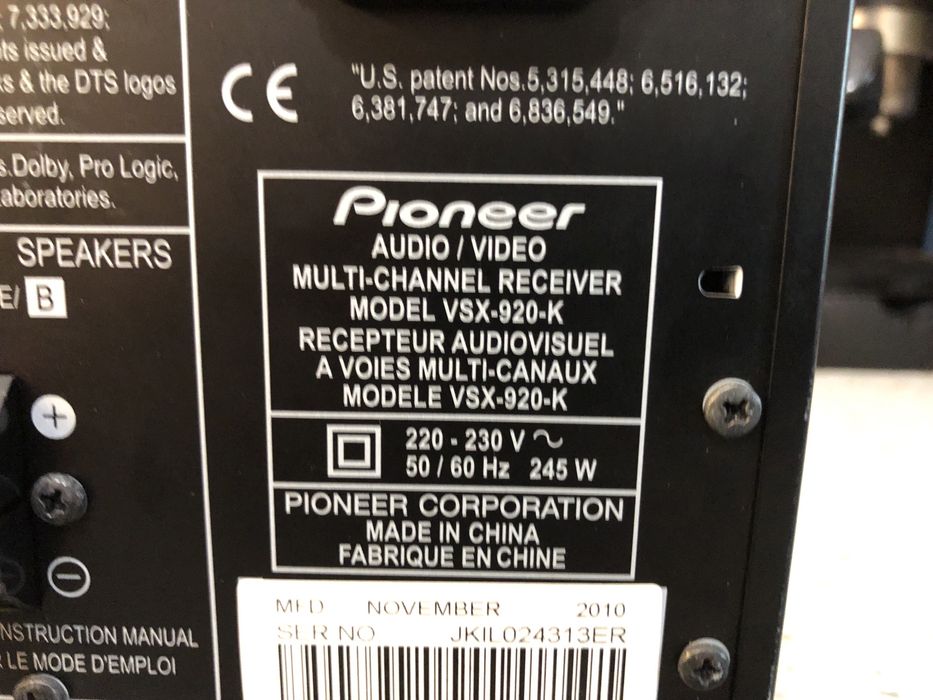 ; 7,333,929;
ts issued &
ks & the DTS logos
served.
s.Dolby, Pro Logic,
aboratories.
SPEAKERS
E/ B
+
−
NSTRUCTION MANUAL
R LE MODE D'EMPLOI
CE
"U.S. patent Nos.5,315,448; 6,516,132;
6,381,747; and 6,836,549."
Pioneer
AUDIO / VIDEO
MULTI-CHANNEL RECEIVER
MODEL VSX-920-K
RECEPTEUR AUDIOVISUEL
A VOIES MULTI-CANAUX
MODELE VSX-920-K
220 - 230 V ~
50 / 60 Hz 245 W
PIONEER CORPORATION
MADE IN CHINA
FABRIQUE EN CHINE
MFD NOVEMBER 2010
SER NO JKIL024313ER